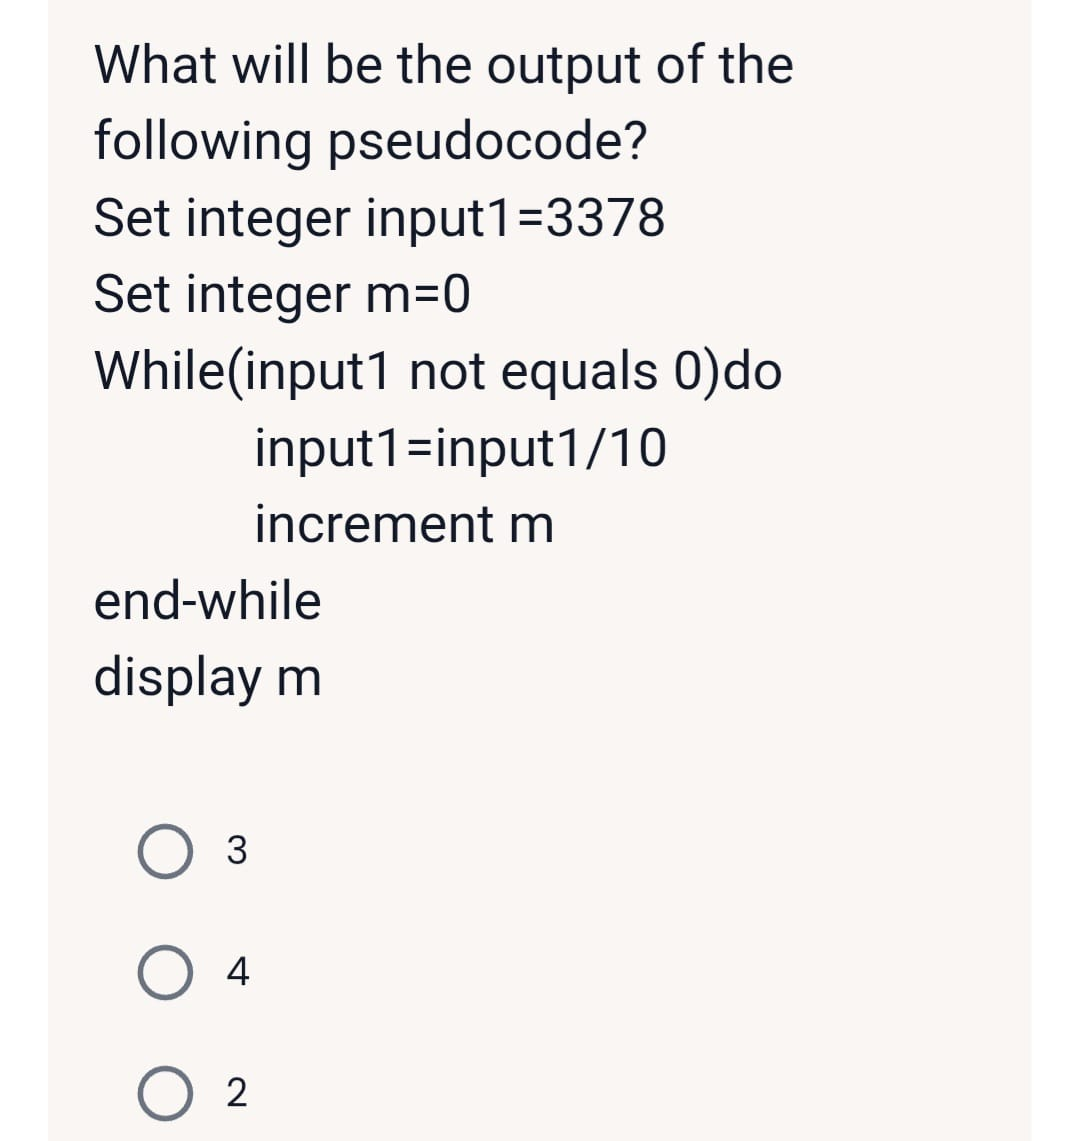 What will be the output of the
following pseudocode?
Set integer input1=3378
Set integer m=0
While(input1 not equals 0)do
input1=input1/10
increment m
end-while
display m
3
4
2